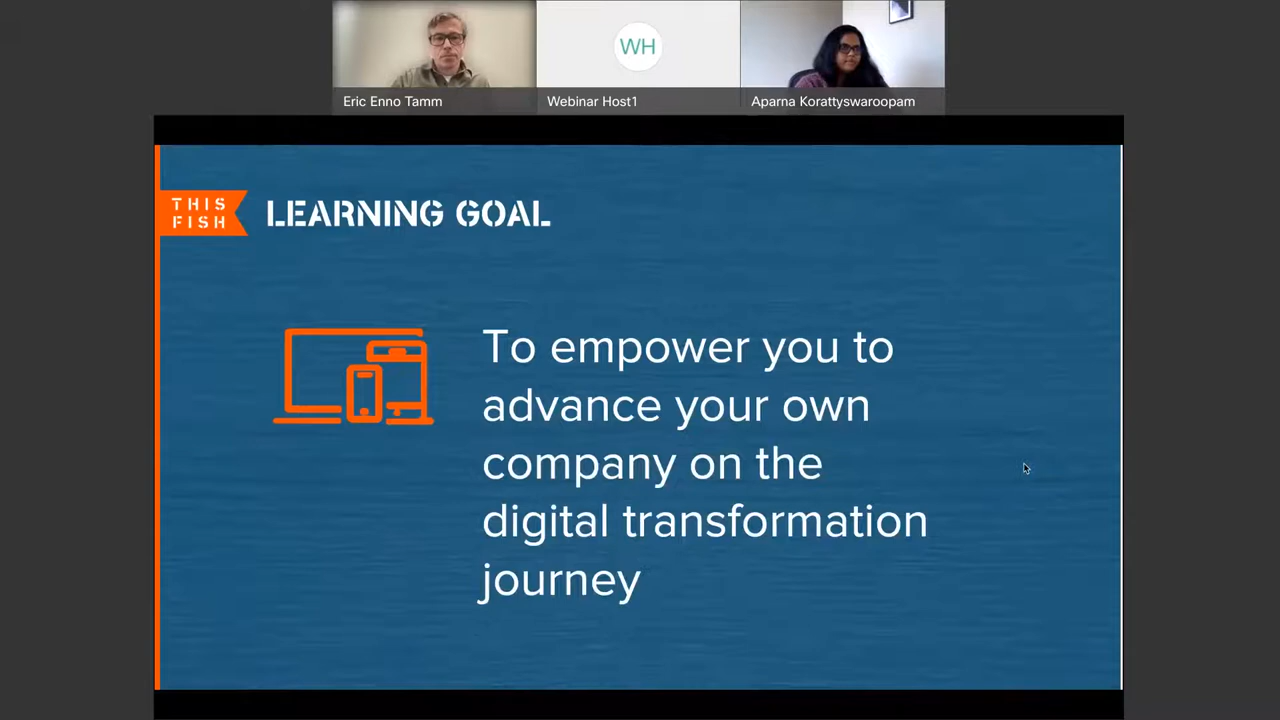 Eric Enno Tamm
WH
Webinar Host1
Aparna Korattyswaroopam
THIS
FISH
LEARNING GOAL
To empower you to
advance your own
company on the
digital transformation
journey